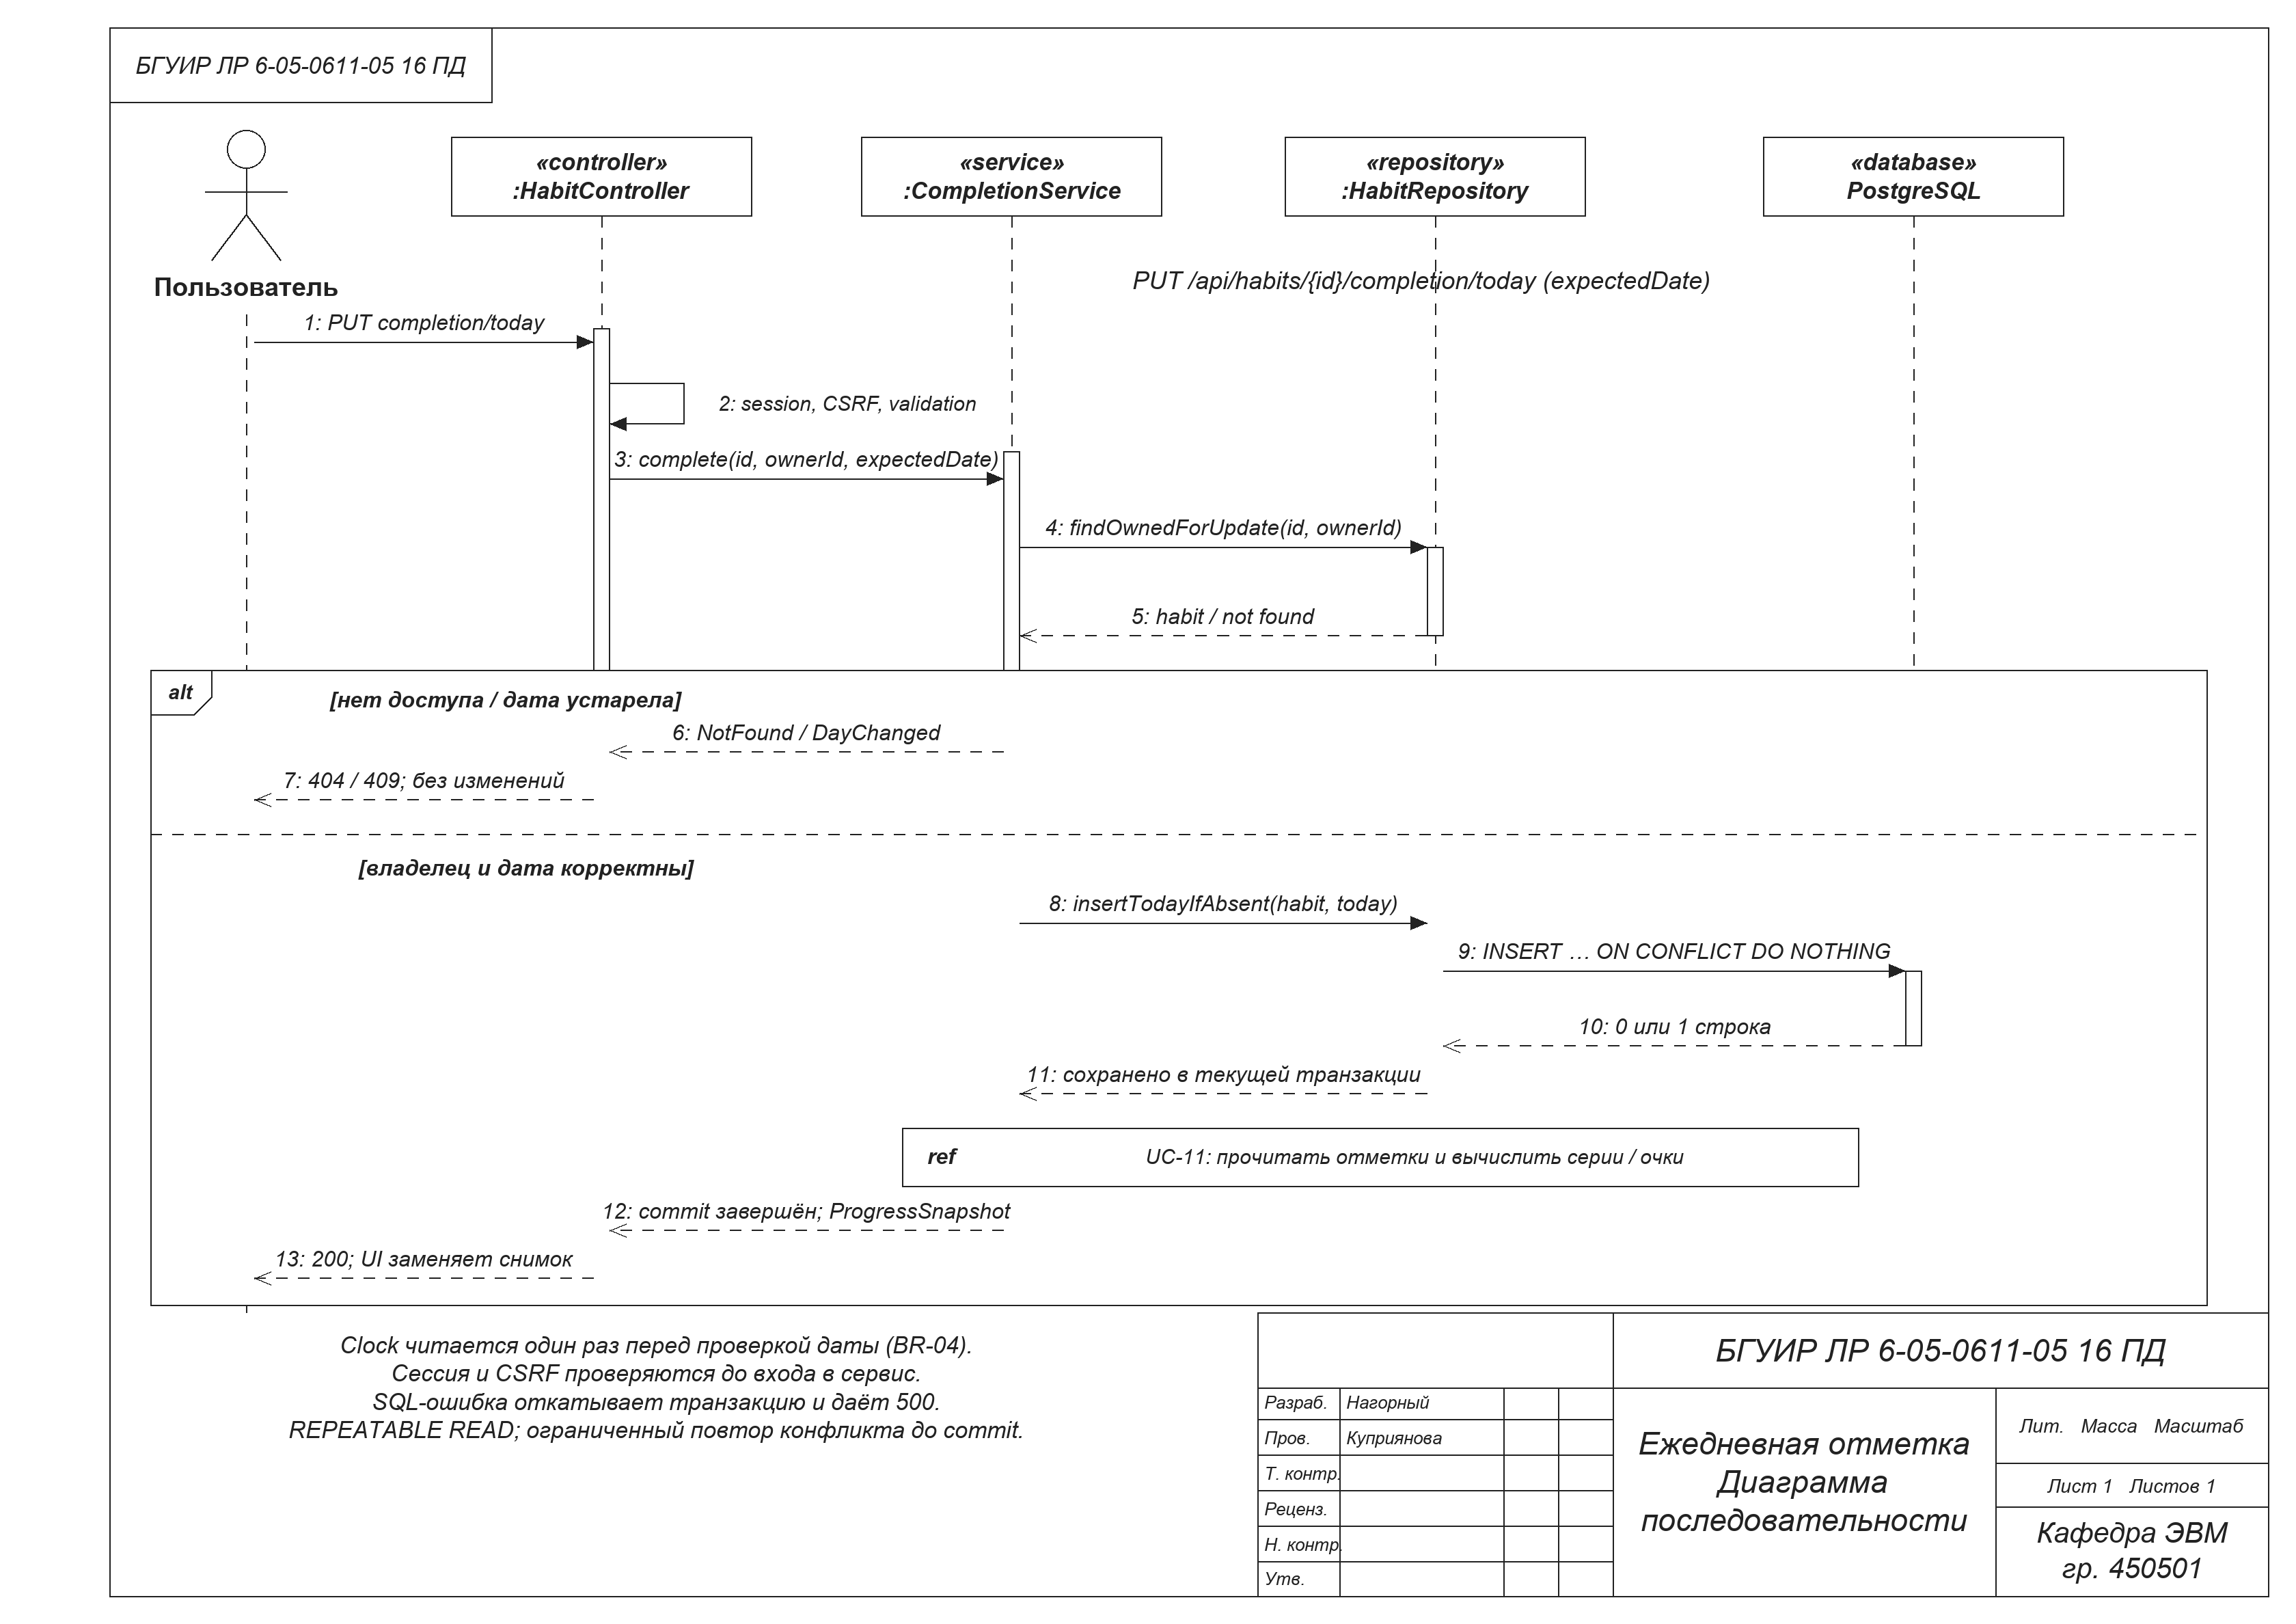 БГУИР ЛР 6-05-0611-05 16 ПД
«controller»
:HabitController
«service»
:CompletionService
«repository»
:HabitRepository
«database»
PostgreSQL
Пользователь
PUT /api/habits/{id}/completion/today (expectedDate)
1: PUT completion/today
2: session, CSRF, validation
3: complete(id, ownerId, expectedDate)
4: findOwnedForUpdate(id, ownerId)
5: habit / not found
alt
[нет доступа / дата устарела]
6: NotFound / DayChanged
7: 404 / 409; без изменений
[владелец и дата корректны]
8: insertTodayIfAbsent(habit, today)
9: INSERT … ON CONFLICT DO NOTHING
10: 0 или 1 строка
11: сохранено в текущей транзакции
ref
UC-11: прочитать отметки и вычислить серии / очки
12: commit завершён; ProgressSnapshot
13: 200; UI заменяет снимок
Clock читается один раз перед проверкой даты (BR-04).
Сессия и CSRF проверяются до входа в сервис.
SQL-ошибка откатывает транзакцию и даёт 500.
REPEATABLE READ; ограниченный повтор конфликта до commit.
БГУИР ЛР 6-05-0611-05 16 ПД
Разраб. Нагорный
Пров. Куприянова
Т. контр.
Реценз.
Н. контр.
Утв.
Ежедневная отметка
Диаграмма
последовательности
Лит. Масса Масштаб
Лист 1 Листов 1
Кафедра ЭВМ
гр. 450501